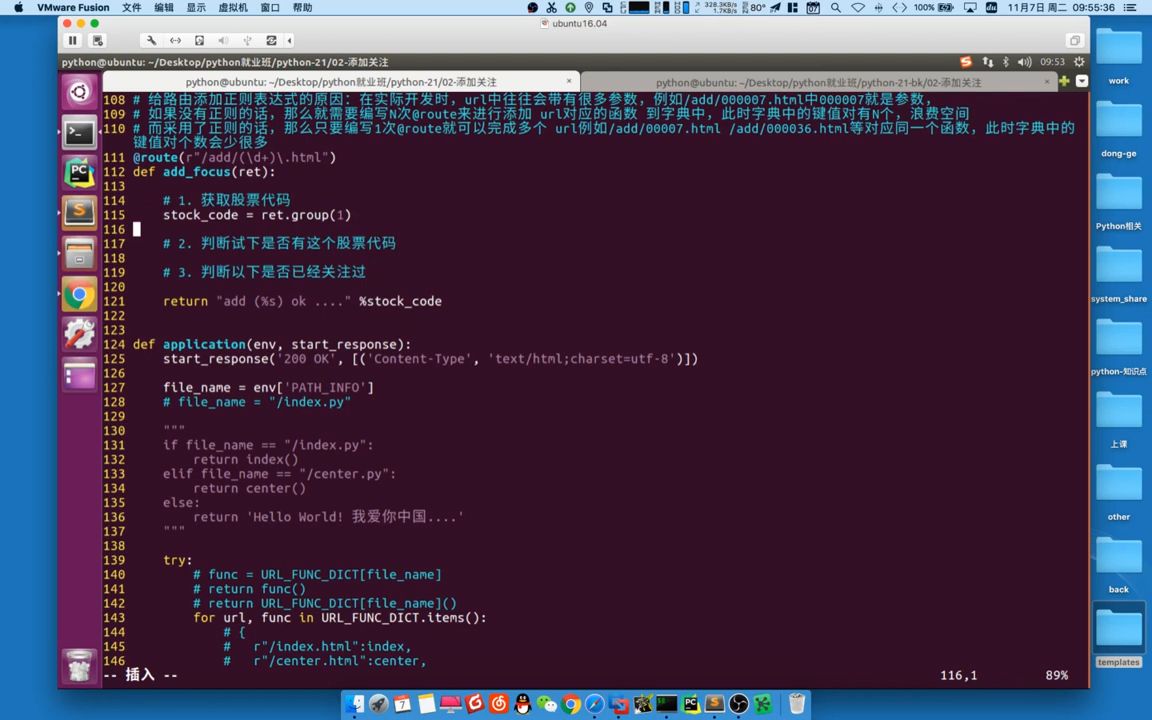 VMware Fusion 文件 编辑 显示 虚拟机 窗口 帮助 328.3KB/s 1.7KB/s 80° 100% 11月7日 周二 09:55:36
ubuntu16.04
python@ubuntu: ~/Desktop/python就业班/python-21/02-添加关注 09:53
python@ubuntu: ~/Desktop/python就业班/python-21/02-添加关注 × python@ubuntu: ~/Desktop/python就业班/python-21-bk/02-添加关注 ×
108 # 给路由添加正则表达式的原因：在实际开发时，url中往往会带有很多参数，例如/add/000007.html中000007就是参数，
109 # 如果没有正则的话，那么就需要编写N次@route来进行添加 url对应的函数 到字典中，此时字典中的键值对有N个，浪费空间
110 # 而采用了正则的话，那么只要编写1次@route就可以完成多个 url例如/add/00007.html /add/000036.html等对应同一个函数，此时字典中的
键值对个数会少很多
111 @route(r"/add/(\d+)\.html")
112 def add_focus(ret):
113
114 # 1. 获取股票代码
115 stock_code = ret.group(1)
116
117 # 2. 判断试下是否有这个股票代码
118
119 # 3. 判断以下是否已经关注过
120
121 return "add (%s) ok ...." %stock_code
122
123
124 def application(env, start_response):
125 start_response('200 OK', [('Content-Type', 'text/html;charset=utf-8')])
126
127 file_name = env['PATH_INFO']
128 # file_name = "/index.py"
129
130 """
131 if file_name == "/index.py":
132 return index()
133 elif file_name == "/center.py":
134 return center()
135 else:
136 return 'Hello World! 我爱你中国....'
137 """
138
139 try:
140 # func = URL_FUNC_DICT[file_name]
141 # return func()
142 # return URL_FUNC_DICT[file_name]()
143 for url, func in URL_FUNC_DICT.items():
144 # {
145 # r"/index.html":index,
146 # r"/center.html":center,
-- 插入 -- 116,1 89%
work
dong-ge
Python相关
system_share
python-知识点
上课
other
back
templates